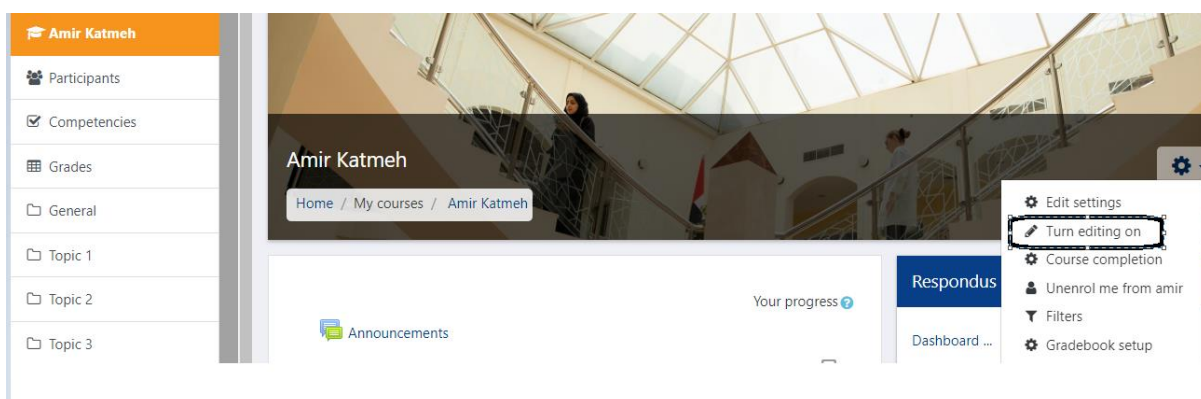 Amir Katmeh
Participants
Competencies
Grades
General
Topic 1
Topic 2
Topic 3
Amir Katmeh
Home / My courses / Amir Katmeh
Edit settings
Turn editing on
Course completion
Unenrol me from amir
Filters
Gradebook setup
Your progress
Announcements
Respondus
Dashboard ...